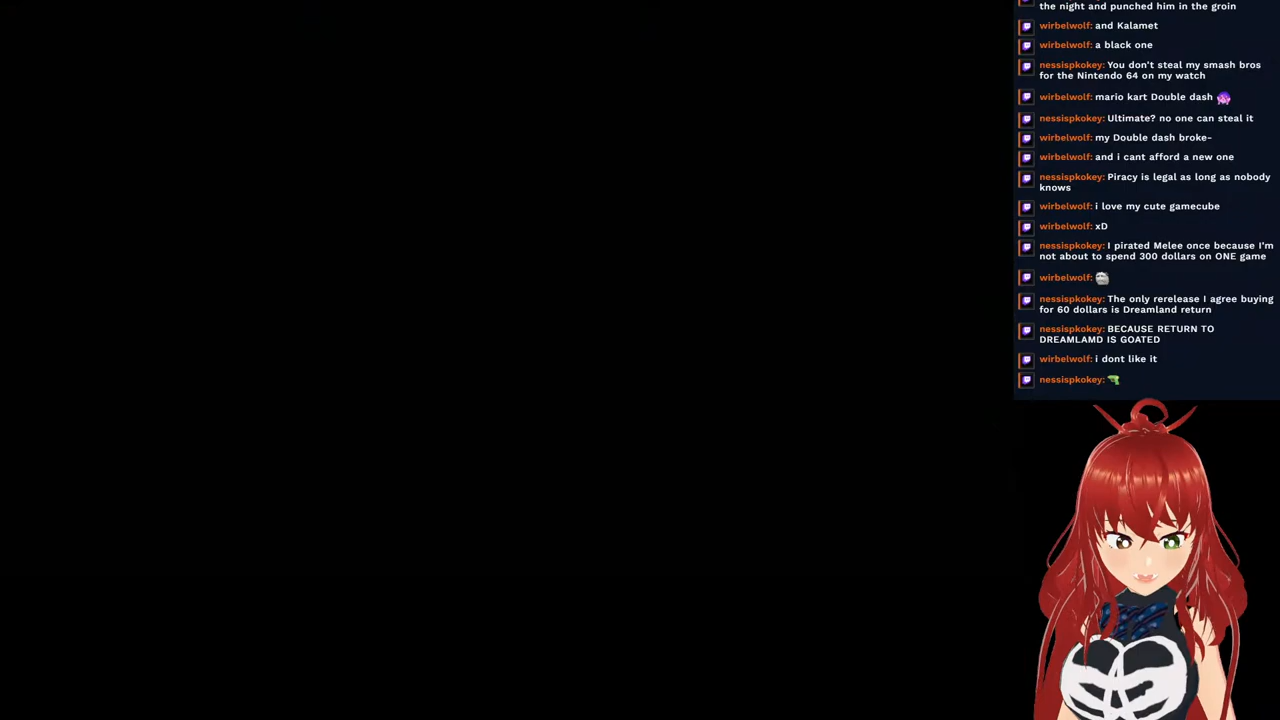 the night and punched him in the groin
wirbelwolf: and Kalamet
wirbelwolf: a black one
nessispkokey: You don't steal my smash bros
for the Nintendo 64 on my watch
wirbelwolf: mario kart Double dash
nessispkokey: Ultimate? no one can steal it
wirbelwolf: my Double dash broke-
wirbelwolf: and i cant afford a new one
nessispkokey: Piracy is legal as long as nobody
knows
wirbelwolf: i love my cute gamecube
wirbelwolf: xD
nessispkokey: I pirated Melee once because I'm
not about to spend 300 dollars on ONE game
wirbelwolf:
nessispkokey: The only rerelease I agree buying
for 60 dollars is Dreamland return
nessispkokey: BECAUSE RETURN TO
DREAMLAMD IS GOATED
wirbelwolf: i dont like it
nessispkokey: